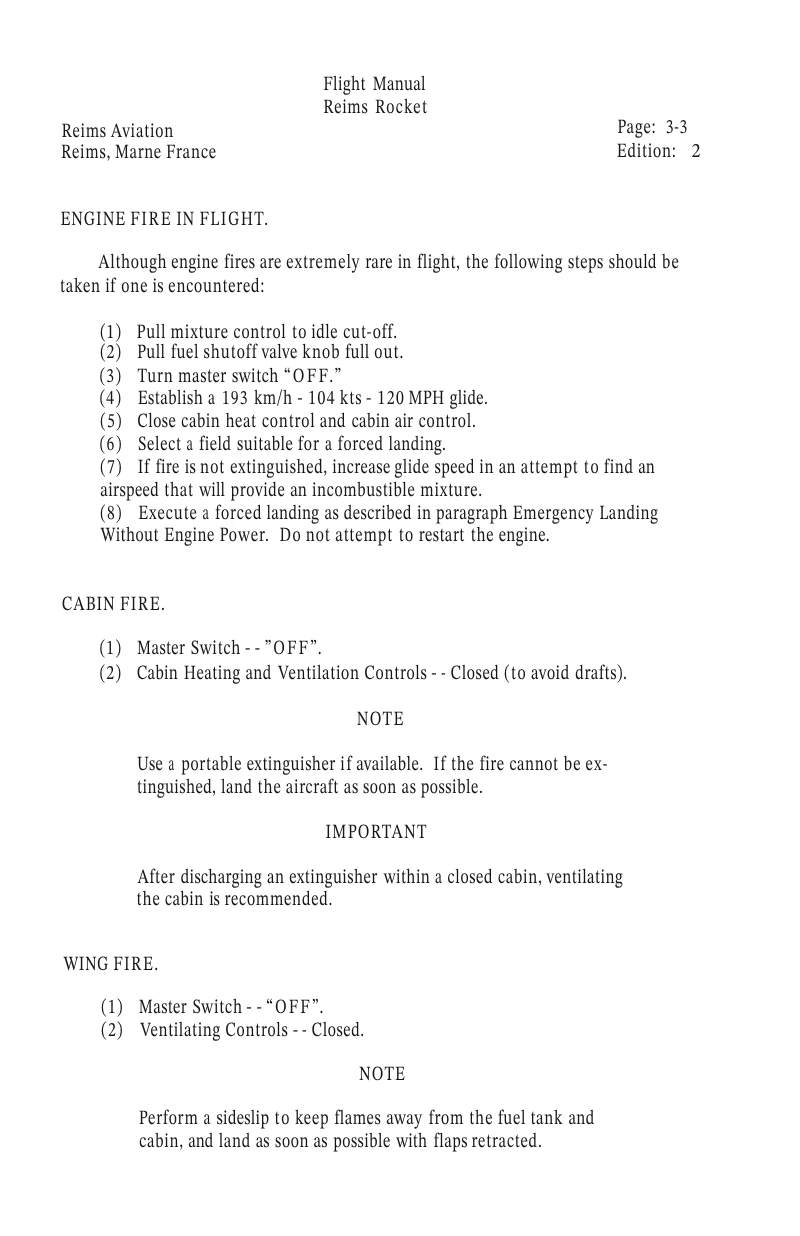 Flight Manual
Reims Rocket
Reims Aviation
Reims, Marne France
Page: 3-3
Edition: 2
ENGINE FIRE IN FLIGHT.
Although engine fires are extremely rare in flight, the following steps should be
taken if one is encountered:
(1) Pull mixture control to idle cut-off.
(2) Pull fuel shutoff valve knob full out.
(3) Turn master switch “OFF.”
(4) Establish a 193 km/h - 104 kts - 120 MPH glide.
(5) Close cabin heat control and cabin air control.
(6) Select a field suitable for a forced landing.
(7) If fire is not extinguished, increase glide speed in an attempt to find an
airspeed that will provide an incombustible mixture.
(8) Execute a forced landing as described in paragraph Emergency Landing
Without Engine Power. Do not attempt to restart the engine.
CABIN FIRE.
(1) Master Switch - - ”OFF”.
(2) Cabin Heating and Ventilation Controls - - Closed (to avoid drafts).
NOTE
Use a portable extinguisher if available. If the fire cannot be ex-
tinguished, land the aircraft as soon as possible.
IMPORTANT
After discharging an extinguisher within a closed cabin, ventilating
the cabin is recommended.
WING FIRE.
(1) Master Switch - - “OFF”.
(2) Ventilating Controls - - Closed.
NOTE
Perform a sideslip to keep flames away from the fuel tank and
cabin, and land as soon as possible with flaps retracted.